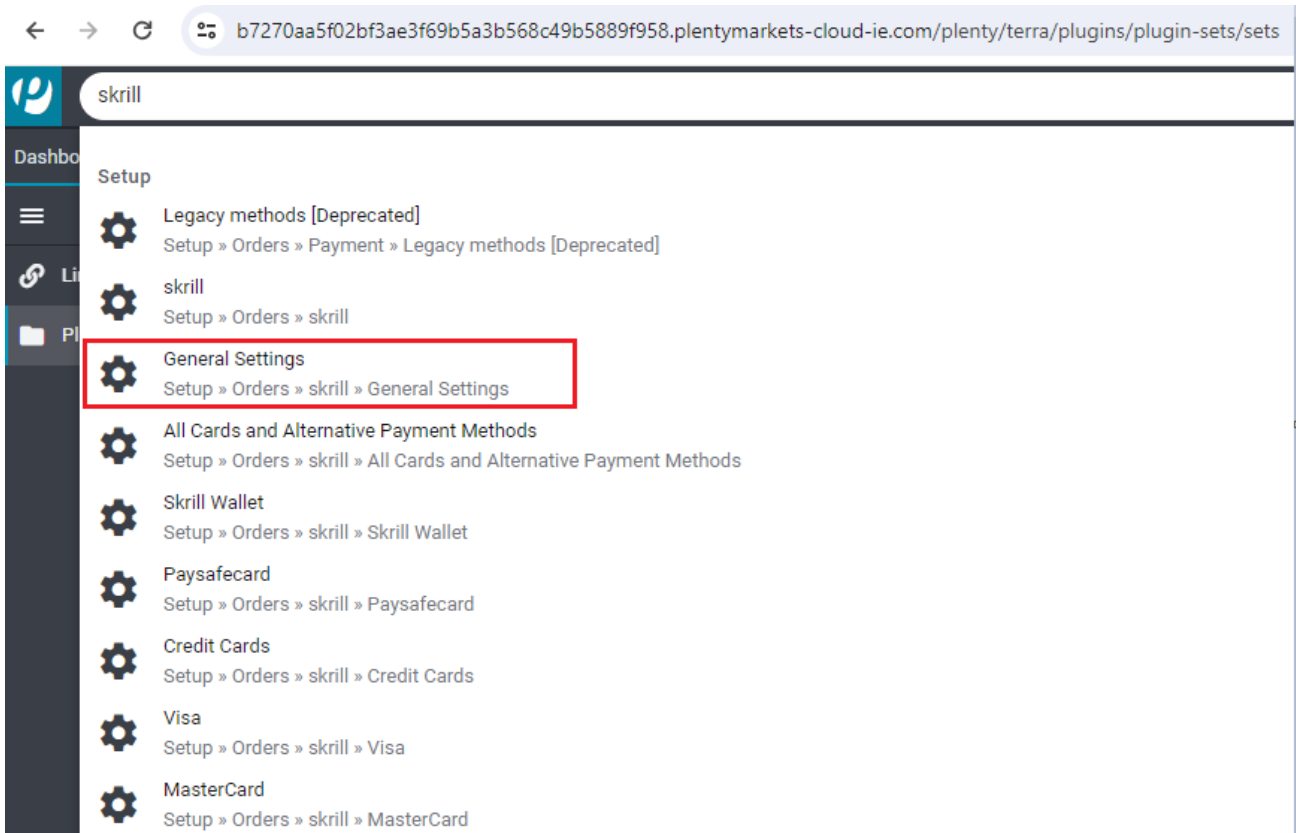 b7270aa5f02bf3ae3f69b5a3b568c49b5889f958.plentymarkets-cloud-ie.com/plenty/terra/plugins/plugin-sets/sets
skrill
Dashbo
Setup
Legacy methods [Deprecated]
Setup » Orders » Payment » Legacy methods [Deprecated]
Li
skrill
Setup » Orders » skrill
Pl
General Settings
Setup » Orders » skrill » General Settings
All Cards and Alternative Payment Methods
Setup » Orders » skrill » All Cards and Alternative Payment Methods
Skrill Wallet
Setup » Orders » skrill » Skrill Wallet
Paysafecard
Setup » Orders » skrill » Paysafecard
Credit Cards
Setup » Orders » skrill » Credit Cards
Visa
Setup » Orders » skrill » Visa
MasterCard
Setup » Orders » skrill » MasterCard